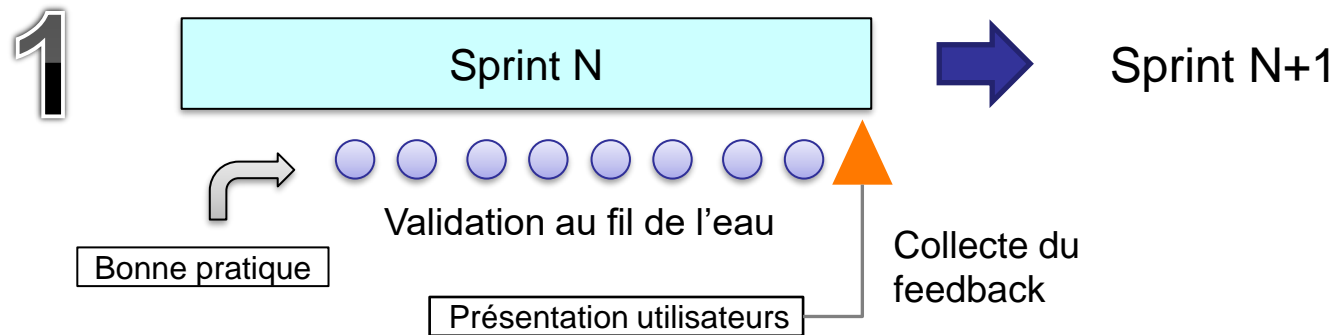 1
Sprint N
Sprint N+1
Validation au fil de l’eau
Bonne pratique
Collecte du
feedback
Présentation utilisateurs